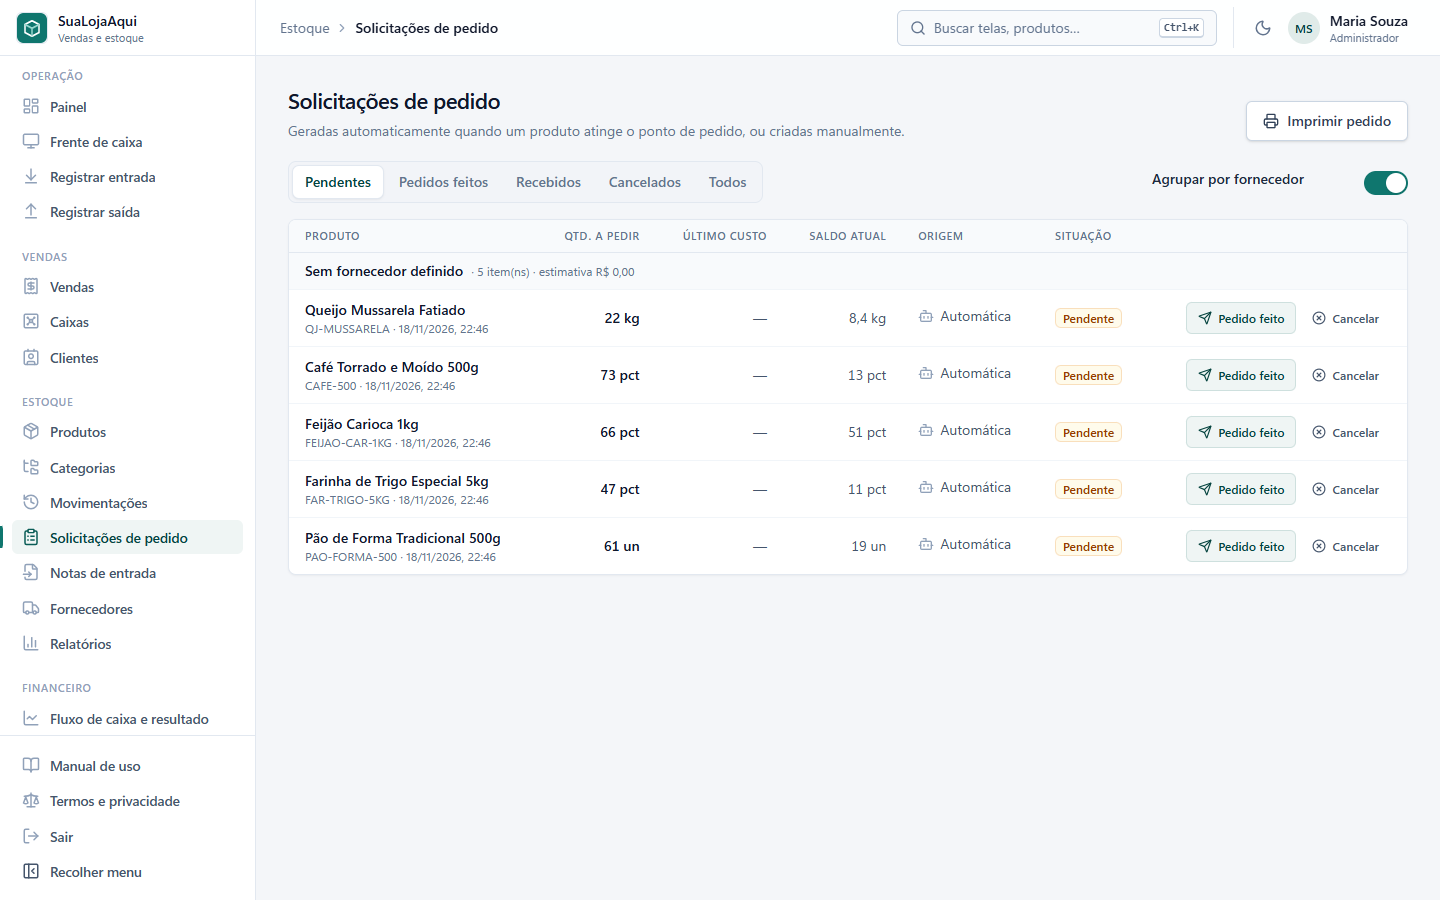 SuaLojaAqui
Vendas e estoque
OPERAÇÃO
Painel
Frente de caixa
Registrar entrada
Registrar saída
VENDAS
Vendas
Caixas
Clientes
ESTOQUE
Produtos
Categorias
Movimentações
Solicitações de pedido
Notas de entrada
Fornecedores
Relatórios
FINANCEIRO
Fluxo de caixa e resultado
Manual de uso
Termos e privacidade
Sair
Recolher menu
Estoque > Solicitações de pedido
Buscar telas, produtos... Ctrl+K
MS
Maria Souza
Administrador
Solicitações de pedido
Geradas automaticamente quando um produto atinge o ponto de pedido, ou criadas manualmente.
Imprimir pedido
Pendentes Pedidos feitos Recebidos Cancelados Todos
Agrupar por fornecedor
PRODUTO QTD. A PEDIR ÚLTIMO CUSTO SALDO ATUAL ORIGEM SITUAÇÃO
Sem fornecedor definido · 5 item(ns) · estimativa R$ 0,00
Queijo Mussarela Fatiado
QJ-MUSSARELA · 18/11/2026, 22:46
22 kg — 8,4 kg Automática Pendente Pedido feito Cancelar
Café Torrado e Moído 500g
CAFE-500 · 18/11/2026, 22:46
73 pct — 13 pct Automática Pendente Pedido feito Cancelar
Feijão Carioca 1kg
FEIJAO-CAR-1KG · 18/11/2026, 22:46
66 pct — 51 pct Automática Pendente Pedido feito Cancelar
Farinha de Trigo Especial 5kg
FAR-TRIGO-5KG · 18/11/2026, 22:46
47 pct — 11 pct Automática Pendente Pedido feito Cancelar
Pão de Forma Tradicional 500g
PAO-FORMA-500 · 18/11/2026, 22:46
61 un — 19 un Automática Pendente Pedido feito Cancelar